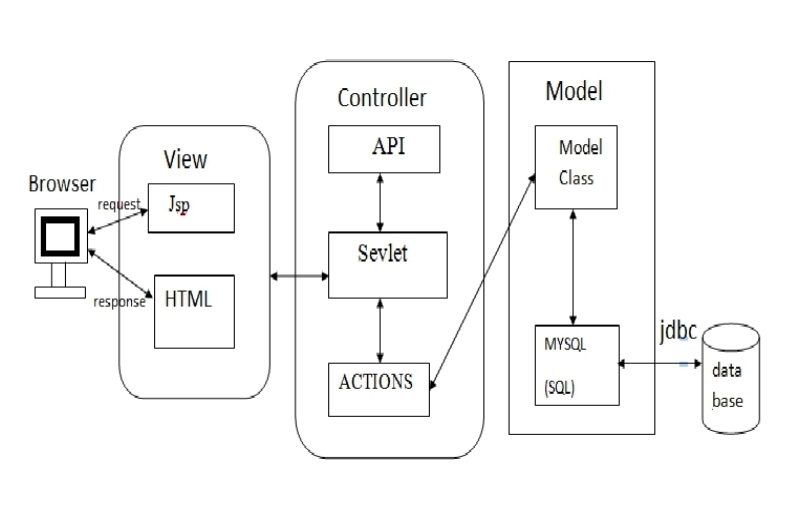 Browser
request
response
View
Jsp
HTML
Controller
API
Sevlet
ACTIONS
Model
Model
Class
MYSQL
(SQL)
jdbc
data
base